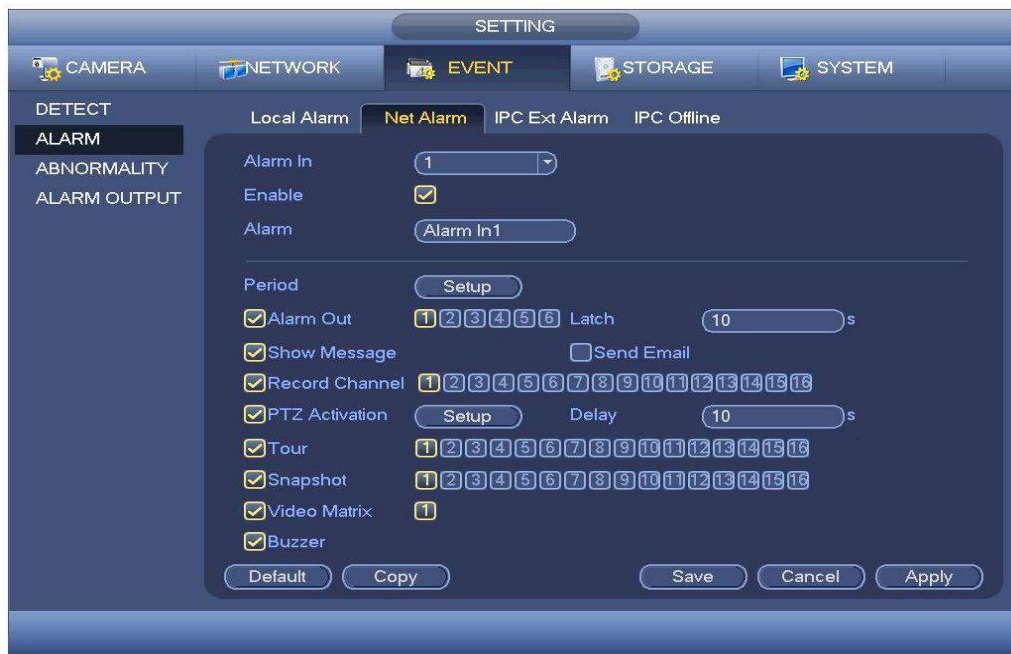 SETTING
CAMERA NETWORK EVENT STORAGE SYSTEM
DETECT
ALARM
ABNORMALITY
ALARM OUTPUT
Local Alarm Net Alarm IPC Ext Alarm IPC Offline
Alarm In 1
Enable
Alarm Alarm In1
Period Setup
Alarm Out 1 2 3 4 5 6 Latch 10 s
Show Message Send Email
Record Channel 1 2 3 4 5 6 7 8 9 10 11 12 13 14 15 16
PTZ Activation Setup Delay 10 s
Tour 1 2 3 4 5 6 7 8 9 10 11 12 13 14 15 16
Snapshot 1 2 3 4 5 6 7 8 9 10 11 12 13 14 15 16
Video Matrix 1
Buzzer
Default Copy Save Cancel Apply